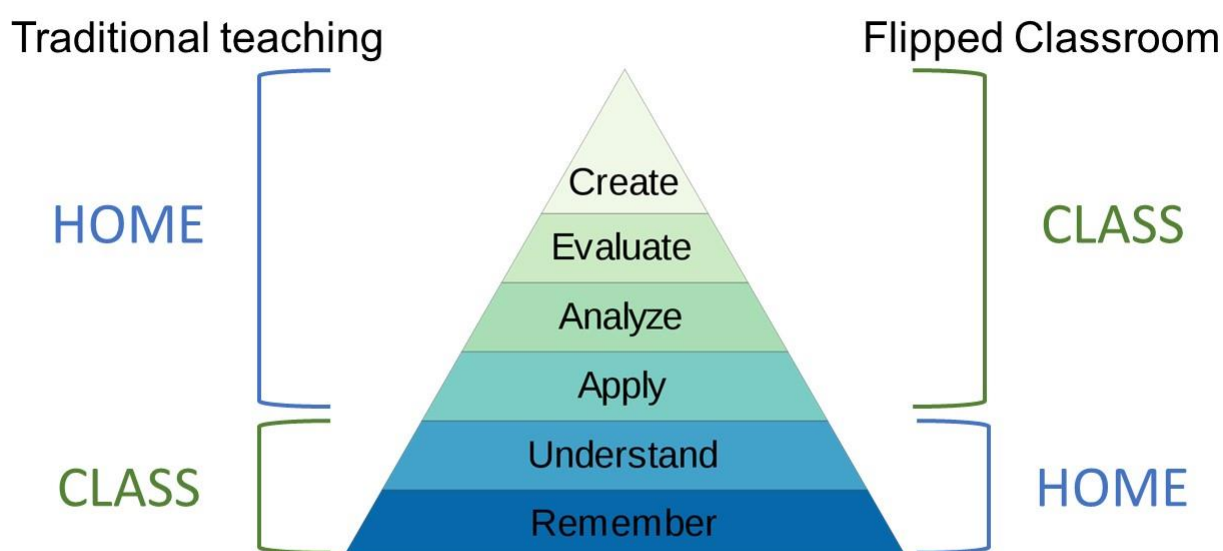 Traditional teaching
Flipped Classroom
HOME
CLASS
Create
Evaluate
Analyze
Apply
Understand
Remember
CLASS
HOME